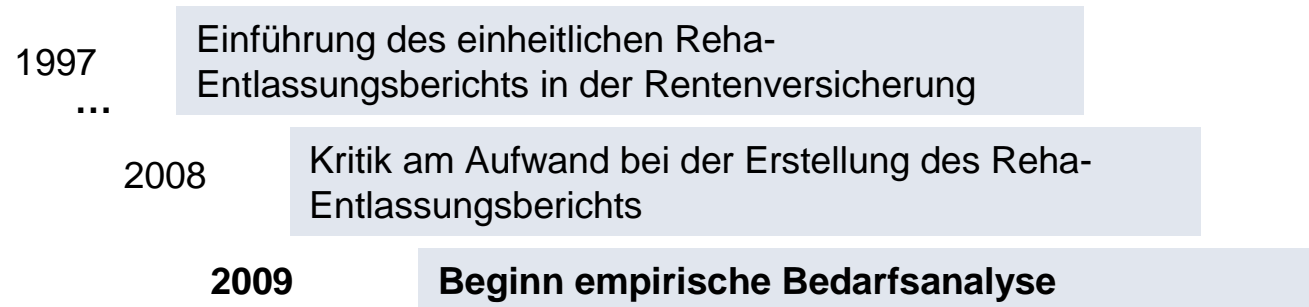 1997
Einführung des einheitlichen Reha-
Entlassungsberichts in der Rentenversicherung
...
2008
Kritik am Aufwand bei der Erstellung des Reha-
Entlassungsberichts
2009
Beginn empirische Bedarfsanalyse